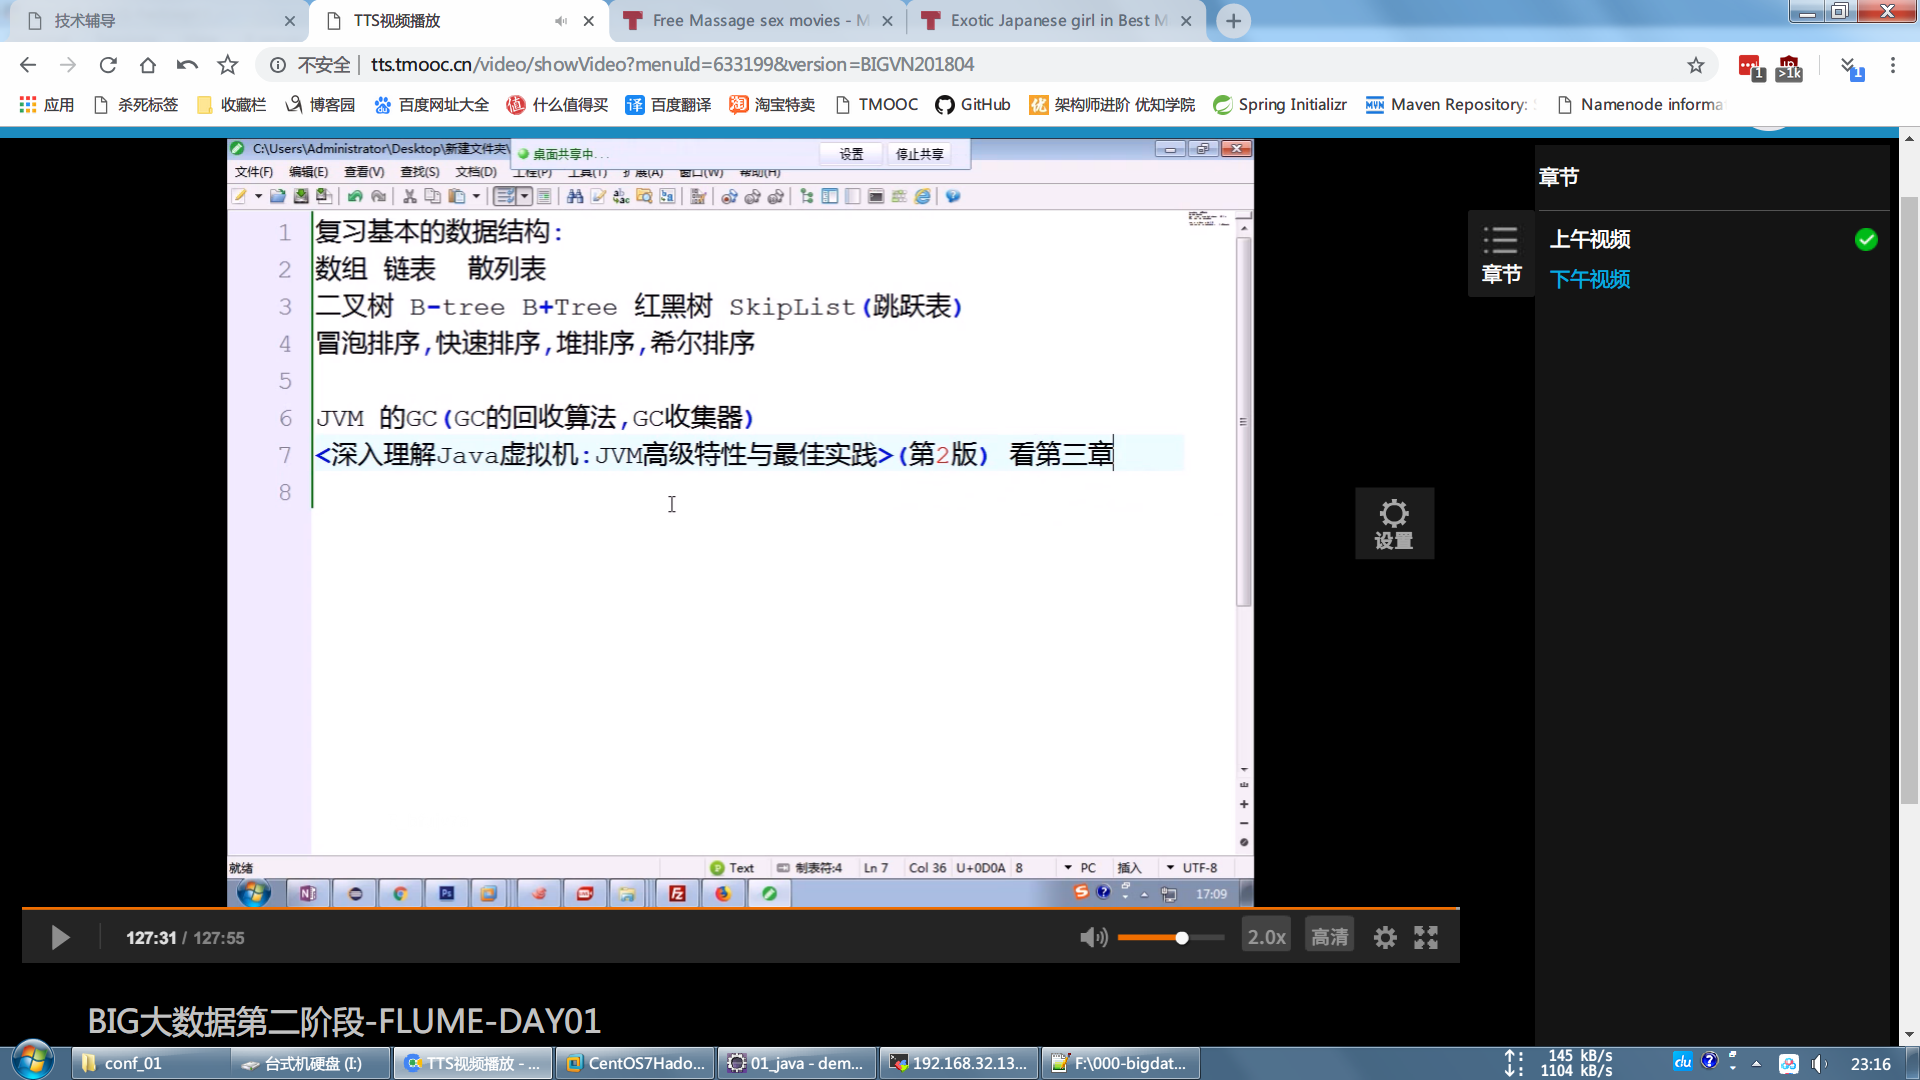 技术辅导
TTS视频播放
Free Massage sex movies - M
Exotic Japanese girl in Best M
不安全
tts.tmooc.cn/video/showVideo?menuId=633199&version=BIGVN201804
1
>1k
1
应用
杀死标签
收藏栏
博客园
百度网址大全
什么值得买
百度翻译
淘宝特卖
TMOOC
GitHub
架构师进阶 优知学院
Spring Initializr
Maven Repository:
Namenode informa
C:\Users\Administrator\Desktop\新建文件夹\
桌面共享中...
设置
停止共享
文件(F) 编辑(E) 查看(V) 查找(S) 文档(D) 工程(P) 工具(T) 扩展(A) 窗口(W) 帮助(H)
1 复习基本的数据结构:
2 数组 链表 散列表
3 二叉树 B-tree B+Tree 红黑树 SkipList(跳跃表)
4 冒泡排序,快速排序,堆排序,希尔排序
5
6 JVM 的GC(GC的回收算法,GC收集器)
7 <深入理解Java虚拟机:JVM高级特性与最佳实践>(第2版) 看第三章
8
就绪
Text
制表符:4
Ln 7
Col 36
U+0D0A
8
PC
插入
UTF-8
17:09
章节
章节
上午视频
下午视频
设置
127:31 / 127:55
2.0x
高清
BIG大数据第二阶段-FLUME-DAY01
conf_01
台式机硬盘 (I:)
TTS视频播放 - ...
CentOS7Hado...
01_java - dem...
192.168.32.13...
F:\000-bigdat...
145 kB/s
1104 kB/s
du
23:16